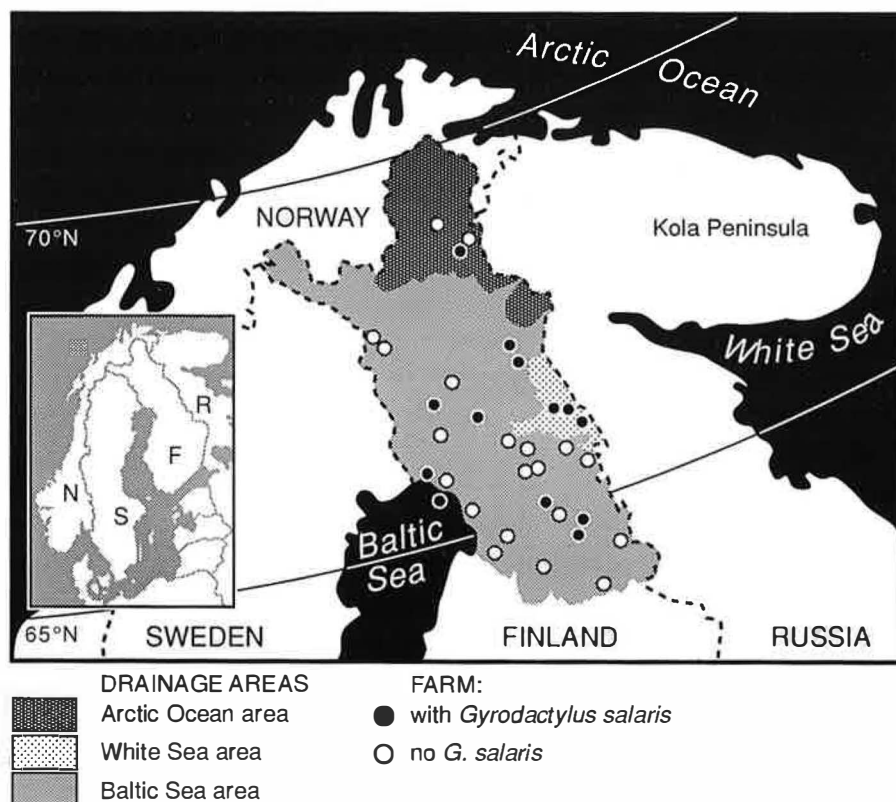 Arctic Ocean
NORWAY
70°N
Kola Peninsula
White Sea
R
F
N
S
Baltic
Sea
65°N
SWEDEN
FINLAND
RUSSIA
DRAINAGE AREAS
Arctic Ocean area
White Sea area
Baltic Sea area
FARM:
with Gyrodactylus salaris
no G. salaris